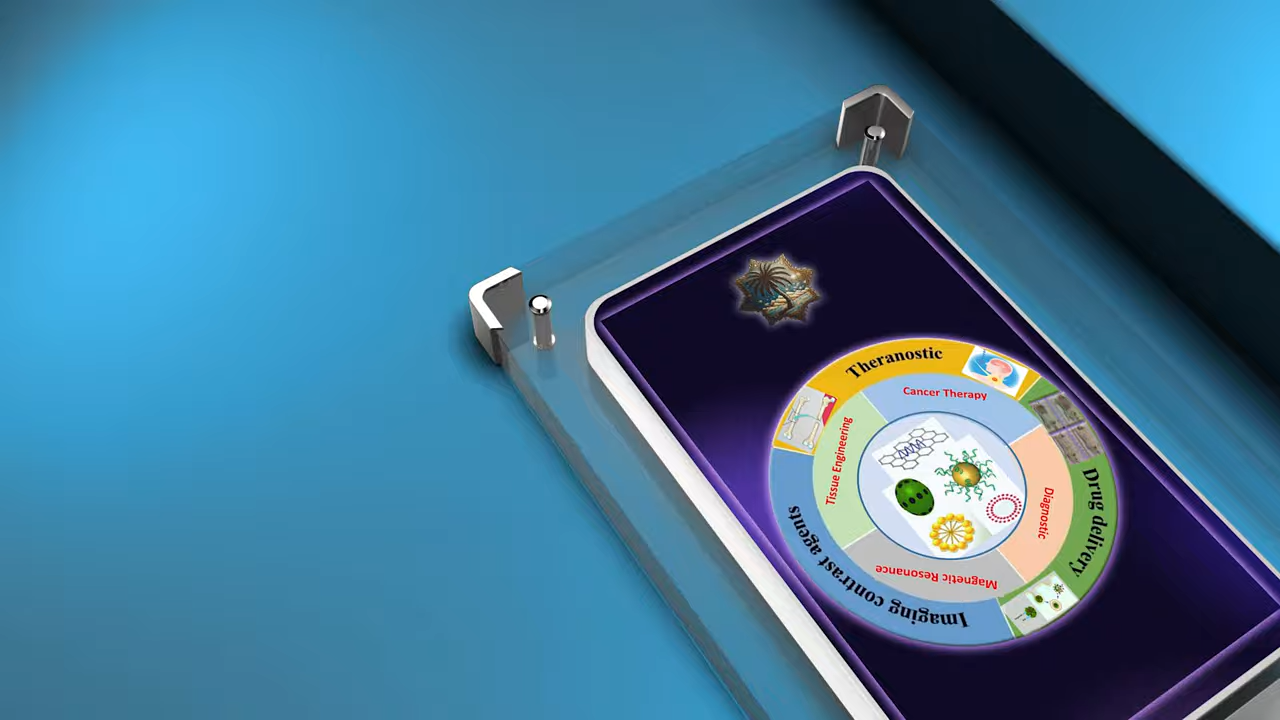 Theranostic
Cancer Therapy
Tissue Engineering
Diagnostic
Drug delivery
Magnetic Resonance
Imaging contrast agents